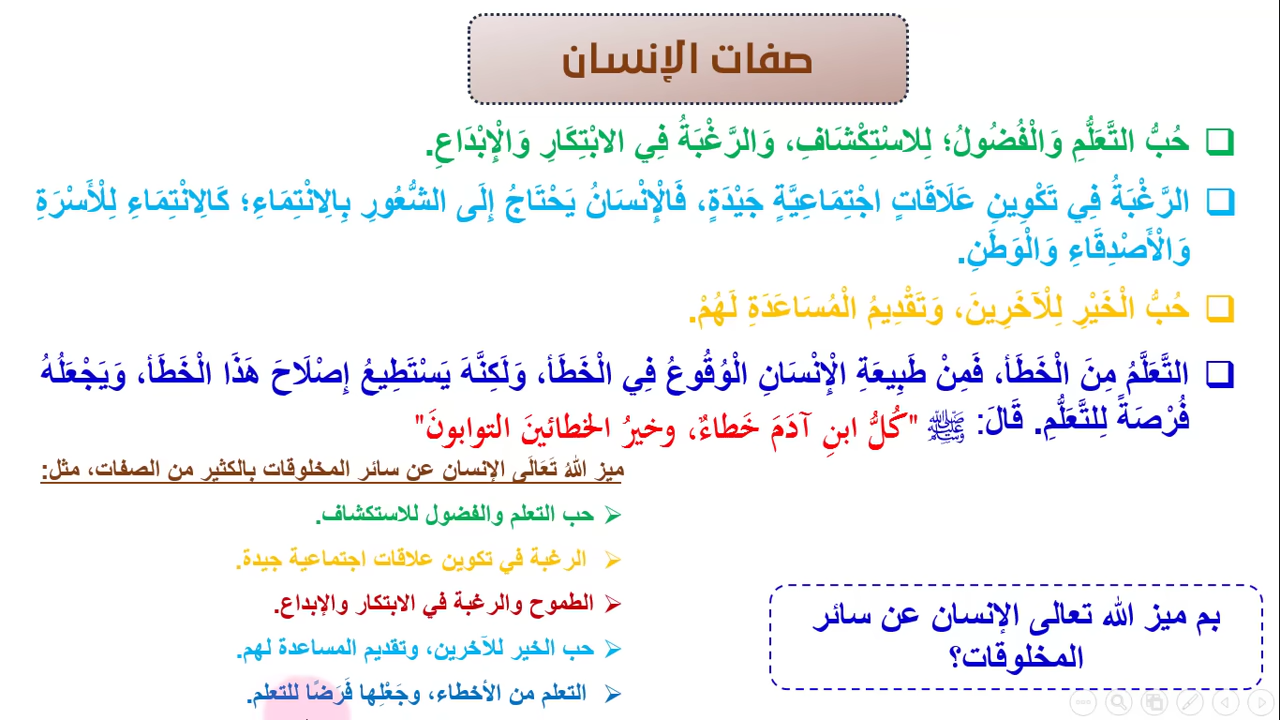 صفات الإنسان
❑ حُبُّ التَّعَلُّمِ وَالْفُضُولُ؛ لِلاسْتِكْشَافِ، وَالرَّغْبَةُ فِي الابْتِكَارِ وَالْإِبْدَاعِ.
❑ الرَّغْبَةُ فِي تَكْوِينِ عَلَاقَاتٍ اجْتِمَاعِيَّةٍ جَيْدَةٍ، فَالْإِنْسَانُ يَحْتَاجُ إِلَى الشُّعُورِ بِالِانْتِمَاءِ؛ كَالِانْتِمَاءِ لِلْأَسْرَةِ
وَالْأَصْدِقَاءِ وَالْوَطَنِ.
❑ حُبُّ الْخَيْرِ لِلْآخَرِينَ، وَتَقْدِيمُ الْمُسَاعَدَةِ لَهُمْ.
❑ التَّعَلَّمُ مِنَ الْخَطَأ، فَمِنْ طَبِيعَةِ الْإِنْسَانِ الْوُقُوعُ فِي الْخَطَأ، وَلَكِنَّهَ يَسْتَطِيعُ إِصْلَاحَ هَذَا الْخَطَأ، وَيَجْعَلُهُ
فُرْصَةً لِلتَّعَلُّمِ. قَالَ: ﷺ "كُلُّ ابنِ آدَمَ خَطاءٌ، وخيرُ الخطائينَ التوابونَ"
ميز اللهُ تَعَالَى الإنسان عن سائر المخلوقات بالكثير من الصفات، مثل:
➢ حب التعلم والفضول للاستكشاف.
➢ الرغبة في تكوين علاقات اجتماعية جيدة.
➢ الطموح والرغبة في الابتكار والإبداع.
➢ حب الخير للآخرين، وتقديم المساعدة لهم.
➢ التعلم من الأخطاء، وجَعْلِها فَرَضًا للتعلم.
بم ميز الله تعالى الإنسان عن سائر
المخلوقات؟